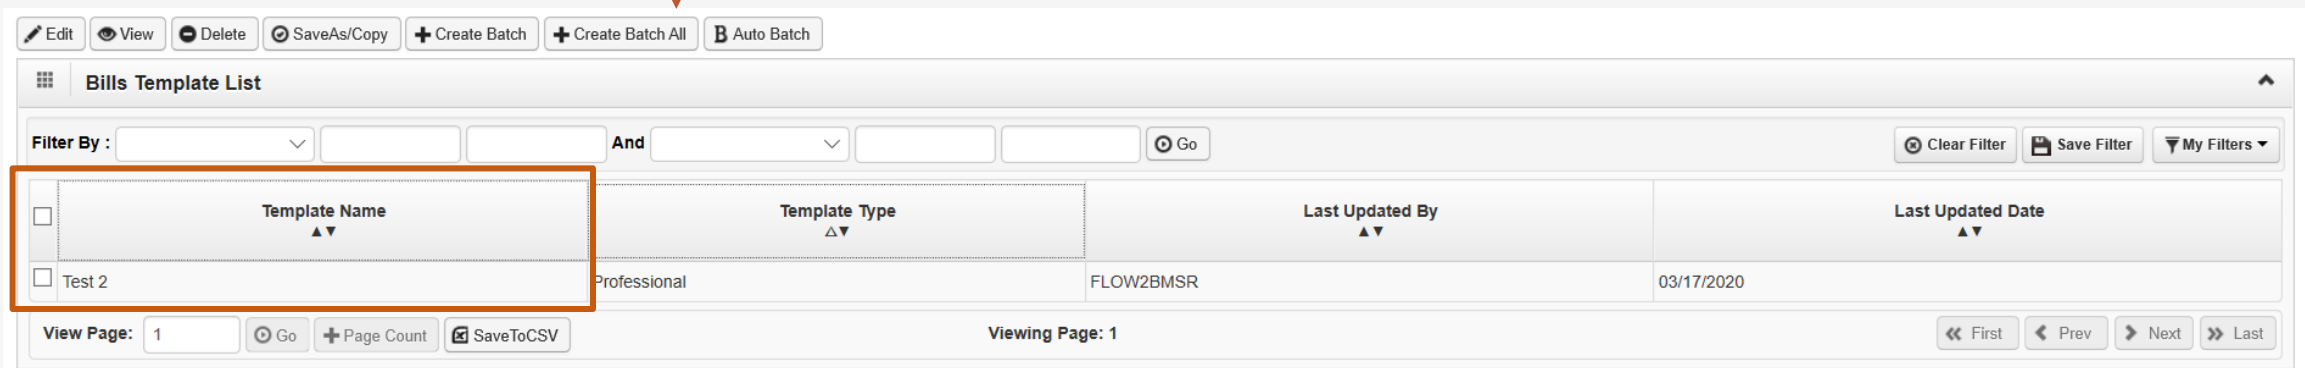 Edit View Delete SaveAs/Copy Create Batch Create Batch All Auto Batch
Bills Template List
Filter By : And Go Clear Filter Save Filter My Filters
Template Name Template Type Last Updated By Last Updated Date
Test 2 Professional FLOW2BMSR 03/17/2020
View Page: 1 Go Page Count SaveToCSV Viewing Page: 1 First Prev Next Last